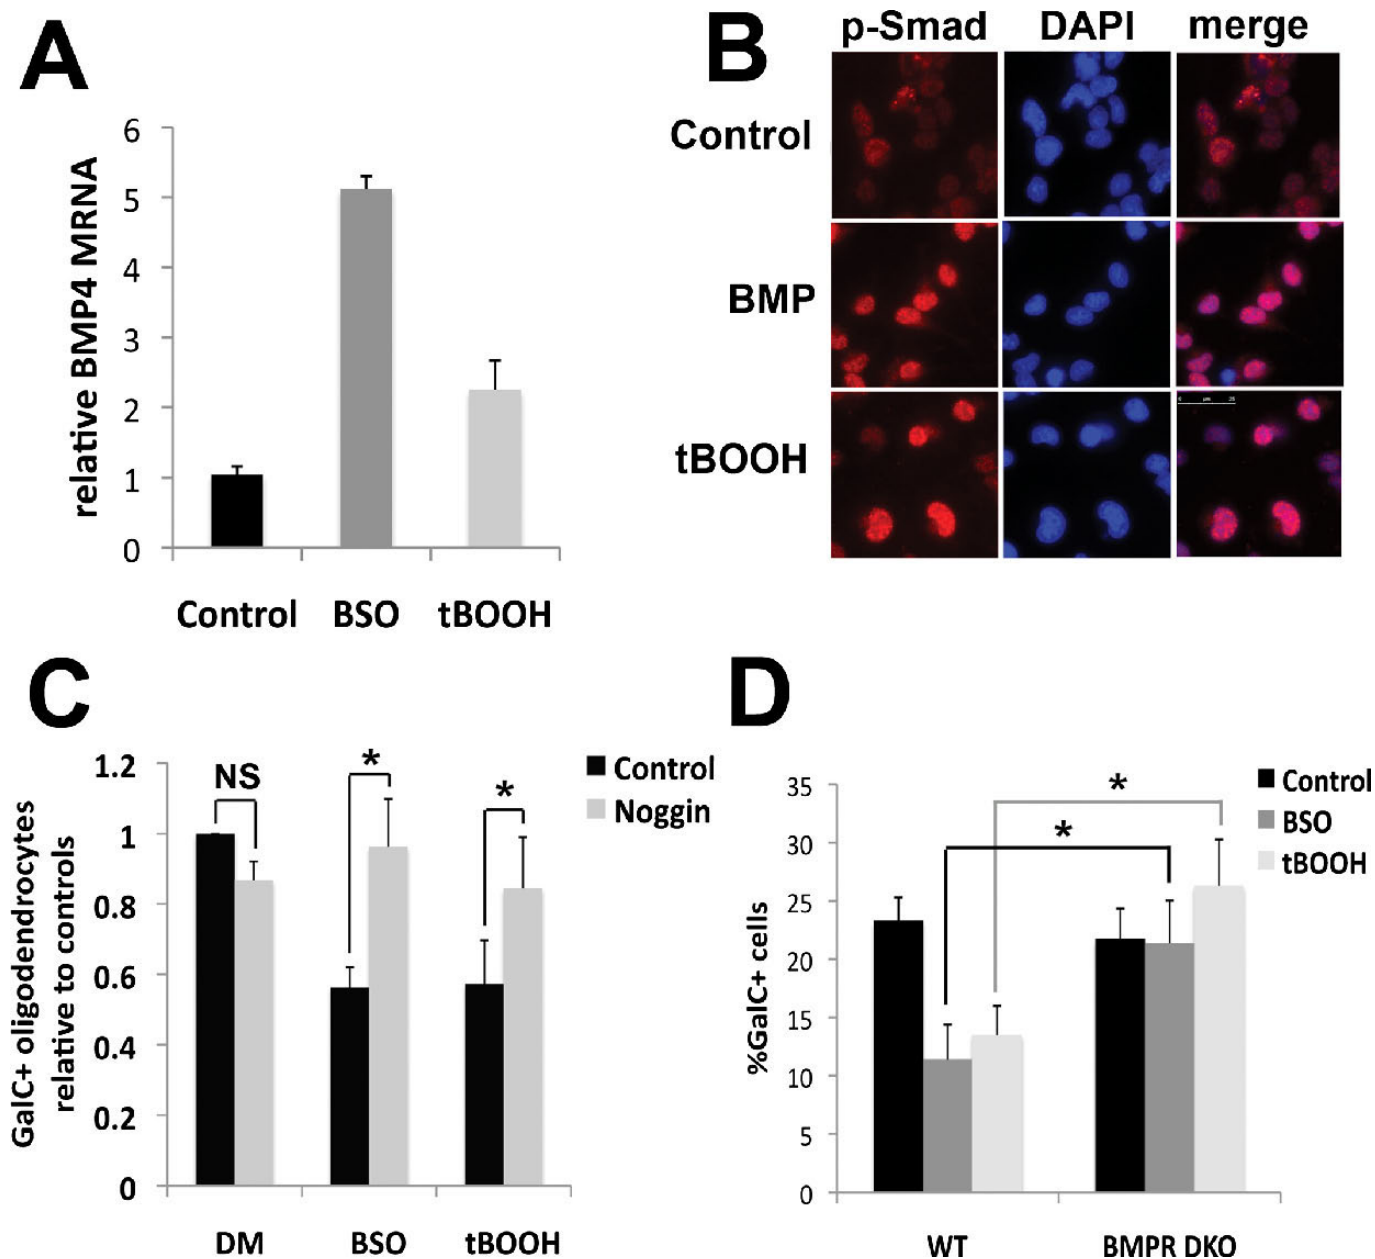 A
relative BMP4 MRNA
6
5
4
3
2
1
0
Control BSO tBOOH
B
p-Smad DAPI merge
Control
BMP
tBOOH
C
GalC+ oligodendrocytes
relative to controls
1.2
1
0.8
0.6
0.4
0.2
0
NS
*
*
Control
Noggin
DM BSO tBOOH
D
%GalC+ cells
35
30
25
20
15
10
5
0
*
*
Control
BSO
tBOOH
WT BMPR DKO